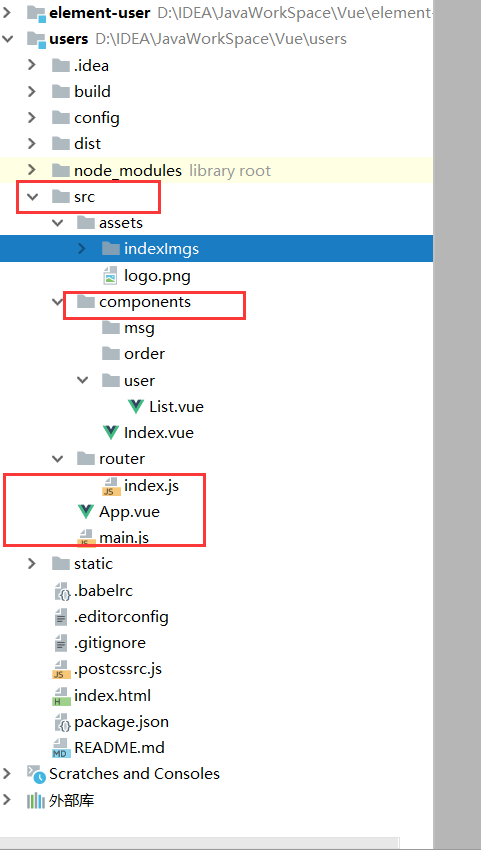 element-user D:\IDEA\JavaWorkSpace\Vue\element-
users D:\IDEA\JavaWorkSpace\Vue\users
.idea
build
config
dist
node_modules library root
src
assets
indexImgs
logo.png
components
msg
order
user
List.vue
Index.vue
router
JS index.js
App.vue
JS main.js
static
.babelrc
.editorconfig
.gitignore
JS .postcssrc.js
H index.html
package.json
MD README.md
Scratches and Consoles
外部库